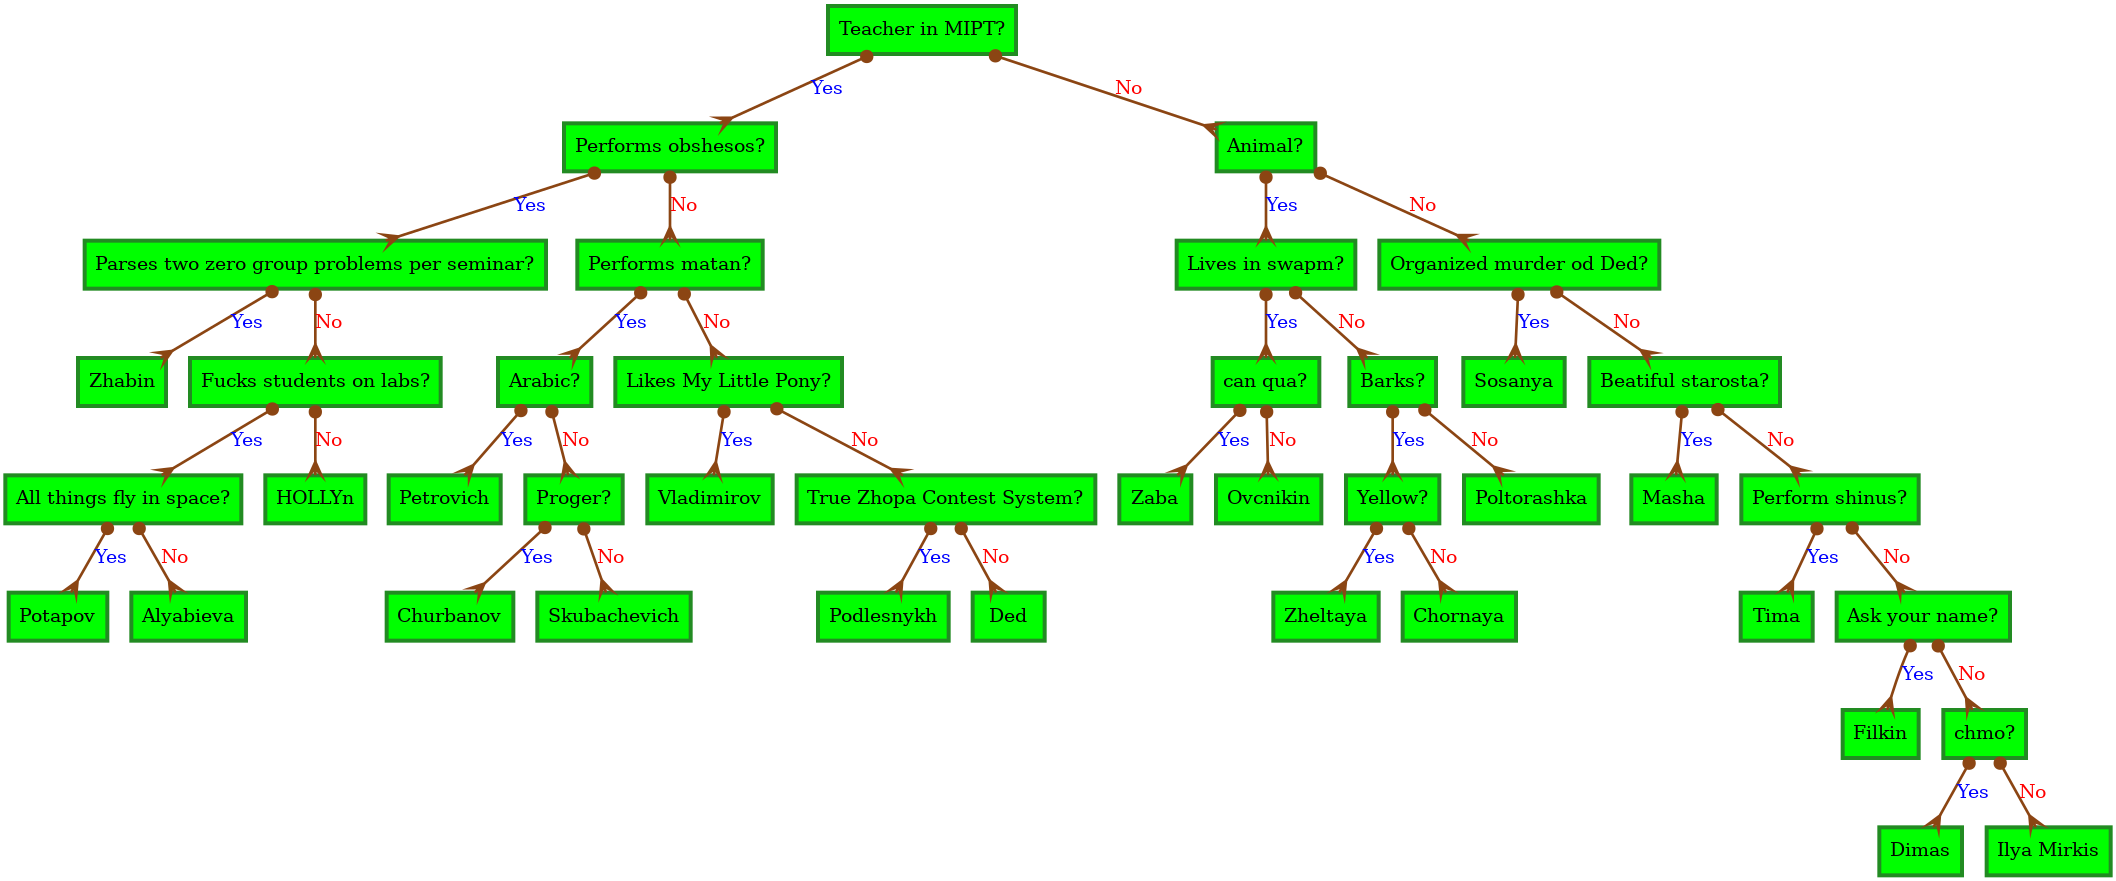 Teacher in MIPT?
Yes
No
Performs obshesos?
Animal?
Yes
No
Yes
No
Parses two zero group problems per seminar?
Performs matan?
Lives in swapm?
Organized murder od Ded?
Yes
No
Yes
No
Yes
No
Yes
No
Zhabin
Fucks students on labs?
Arabic?
Likes My Little Pony?
can qua?
Barks?
Sosanya
Beatiful starosta?
Yes
No
Yes
No
Yes
No
Yes
No
Yes
No
Yes
No
All things fly in space?
HOLLYn
Petrovich
Proger?
Vladimirov
True Zhopa Contest System?
Zaba
Ovcnikin
Yellow?
Poltorashka
Masha
Perform shinus?
Yes
No
Yes
No
Yes
No
Yes
No
Yes
No
Potapov
Alyabieva
Churbanov
Skubachevich
Podlesnykh
Ded
Zheltaya
Chornaya
Tima
Ask your name?
Yes
No
Filkin
chmo?
Yes
No
Dimas
Ilya Mirkis